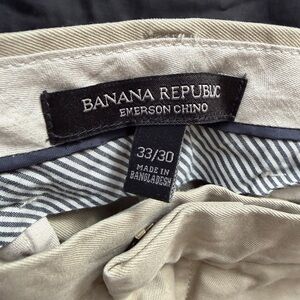 BANANA REPUBLIC
EMERSON CHINO
33/30
MADE IN
BANGLADESH